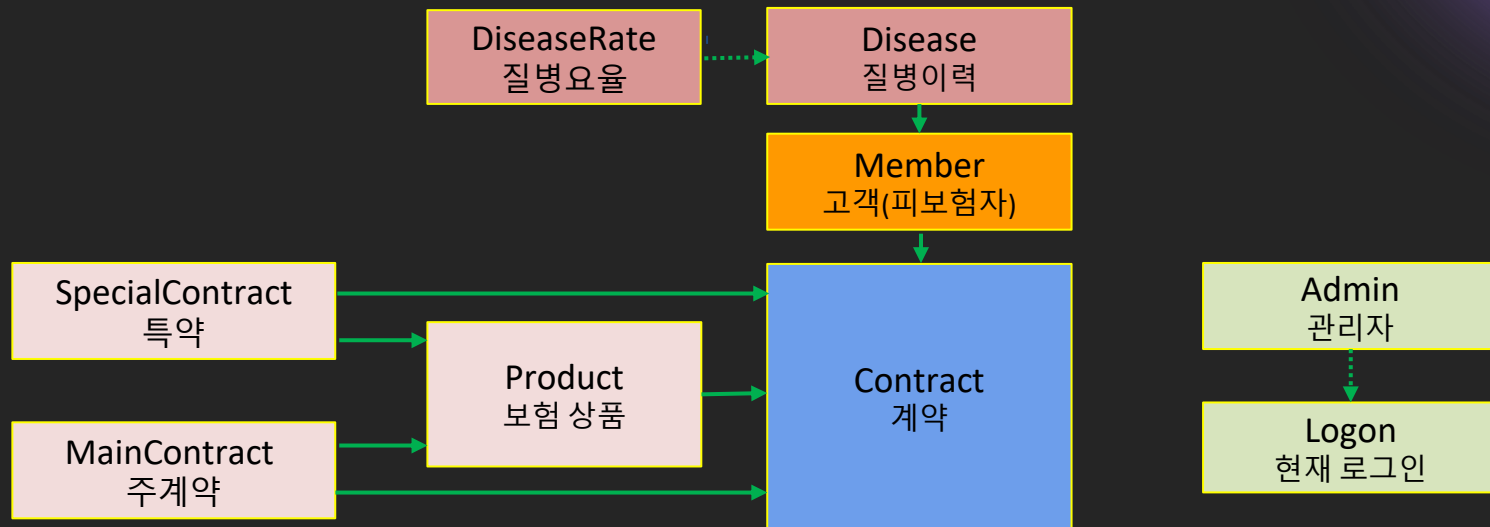 DiseaseRate
질병요율
Disease
질병이력
Member
고객(피보험자)
SpecialContract
특약
Product
보험 상품
MainContract
주계약
Contract
계약
Admin
관리자
Logon
현재 로그인